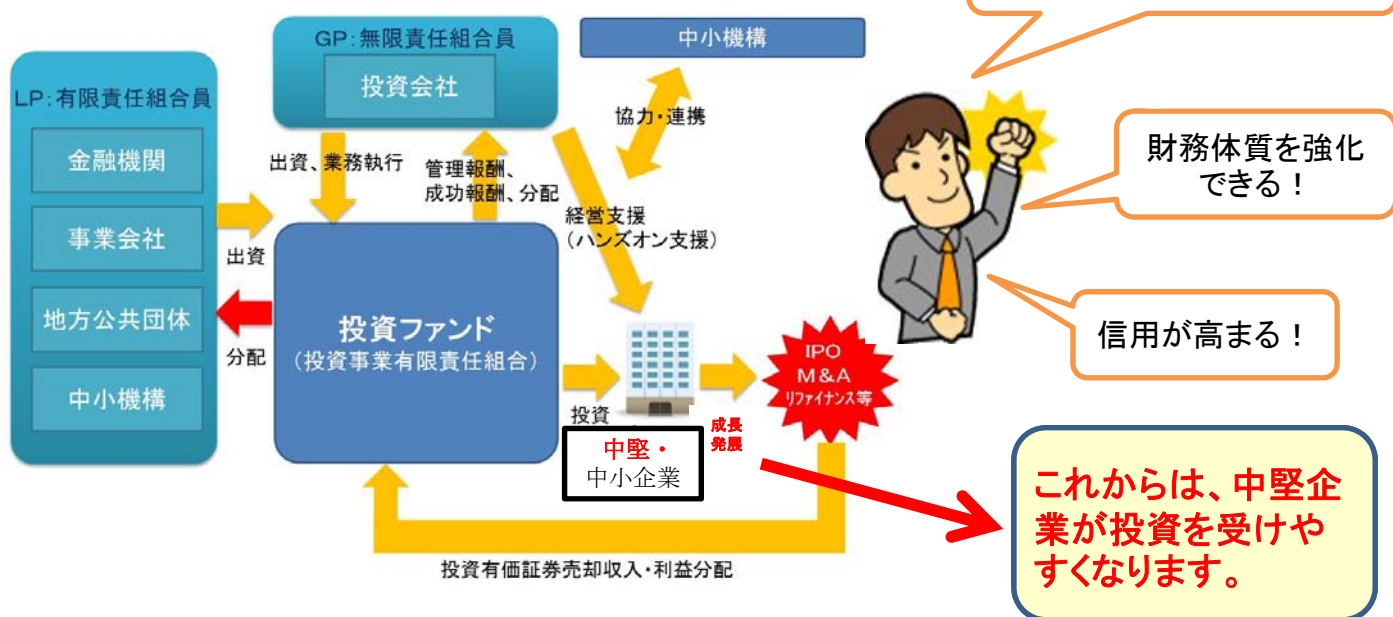 LP:有限責任組合員
金融機関
事業会社
地方公共団体
中小機構
GP:無限責任組合員
投資会社
中小機構
出資、業務執行
管理報酬、
成功報酬、分配
協力・連携
経営支援
(ハンズオン支援)
出資
分配
投資ファンド
(投資事業有限責任組合)
投資
中堅・
中小企業
成長
発展
IPO
M&A
リファイナンス等
投資有価証券売却収入・利益分配
財務体質を強化
できる!
信用が高まる!
これからは、中堅企
業が投資を受けや
すくなります。